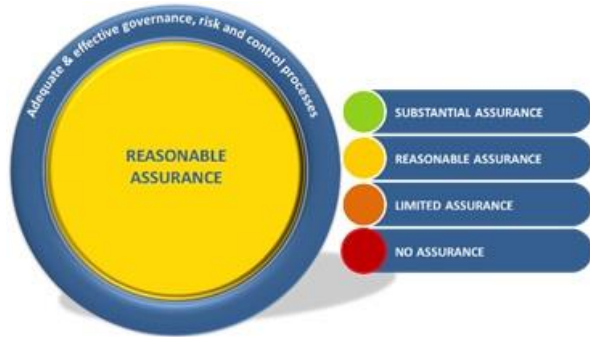 Adequate & effective governance, risk and control processes
REASONABLE
ASSURANCE
SUBSTANTIAL ASSURANCE
REASONABLE ASSURANCE
LIMITED ASSURANCE
NO ASSURANCE